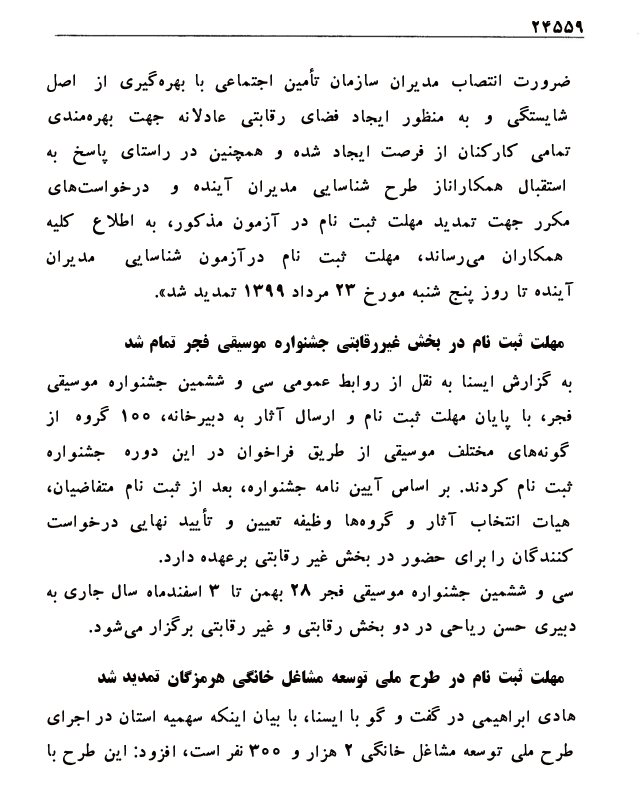 ۲۴۵۵۹
ضرورت انتصاب مدیران سازمان تأمین اجتماعی با بهره‌گیری از اصل
شایستگی و به منظور ایجاد فضای رقابتی عادلانه جهت بهره‌مندی
تمامی کارکنان از فرصت ایجاد شده و همچنین در راستای پاسخ به
استقبال همکاراناز طرح شناسایی مدیران آینده و درخواست‌های
مکرر جهت تمدید مهلت ثبت نام در آزمون مذکور، به اطلاع کلیه
همکاران می‌رساند، مهلت ثبت نام درآزمون شناسایی مدیران
آینده تا روز پنج شنبه مورخ ۲۳ مرداد ۱۳۹۹ تمدید شد».
مهلت ثبت نام در بخش غیررقابتی جشنواره موسیقی فجر تمام شد
به گزارش ایسنا به نقل از روابط عمومی سی و ششمین جشنواره موسیقی
فجر، با پایان مهلت ثبت نام و ارسال آثار به دبیرخانه، ۱۰۰ گروه از
گونه‌های مختلف موسیقی از طریق فراخوان در این دوره جشنواره
ثبت نام کردند. بر اساس آیین نامه جشنواره، بعد از ثبت نام متقاضیان،
هیات انتخاب آثار و گروه‌ها وظیفه تعیین و تأیید نهایی درخواست
کنندگان را برای حضور در بخش غیر رقابتی برعهده دارد.
سی و ششمین جشنواره موسیقی فجر ۲۸ بهمن تا ۳ اسفندماه سال جاری به
دبیری حسن ریاحی در دو بخش رقابتی و غیر رقابتی برگزار می‌شود.
مهلت ثبت نام در طرح ملی توسعه مشاغل خانگی هرمزگان تمدید شد
هادی ابراهیمی در گفت و گو با ایسنا، با بیان اینکه سهمیه استان در اجرای
طرح ملی توسعه مشاغل خانگی ۲ هزار و ۳۰۰ نفر است، افزود: این طرح با